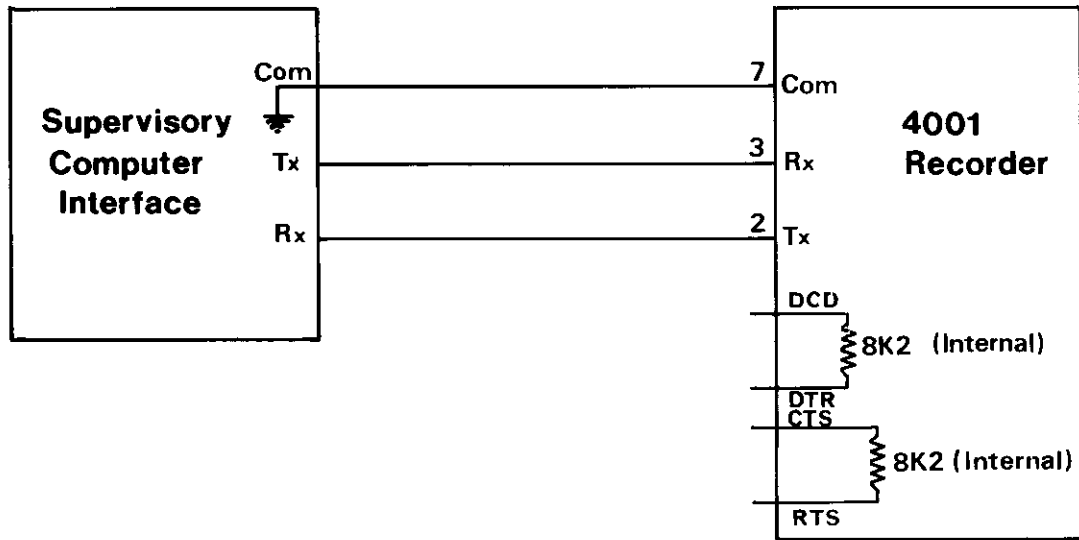 Supervisory
Computer
Interface
Com
Tx
Rx
7
3
2
Com
Rx
Tx
4001
Recorder
DCD
8K2 (Internal)
DTR
CTS
8K2 (Internal)
RTS